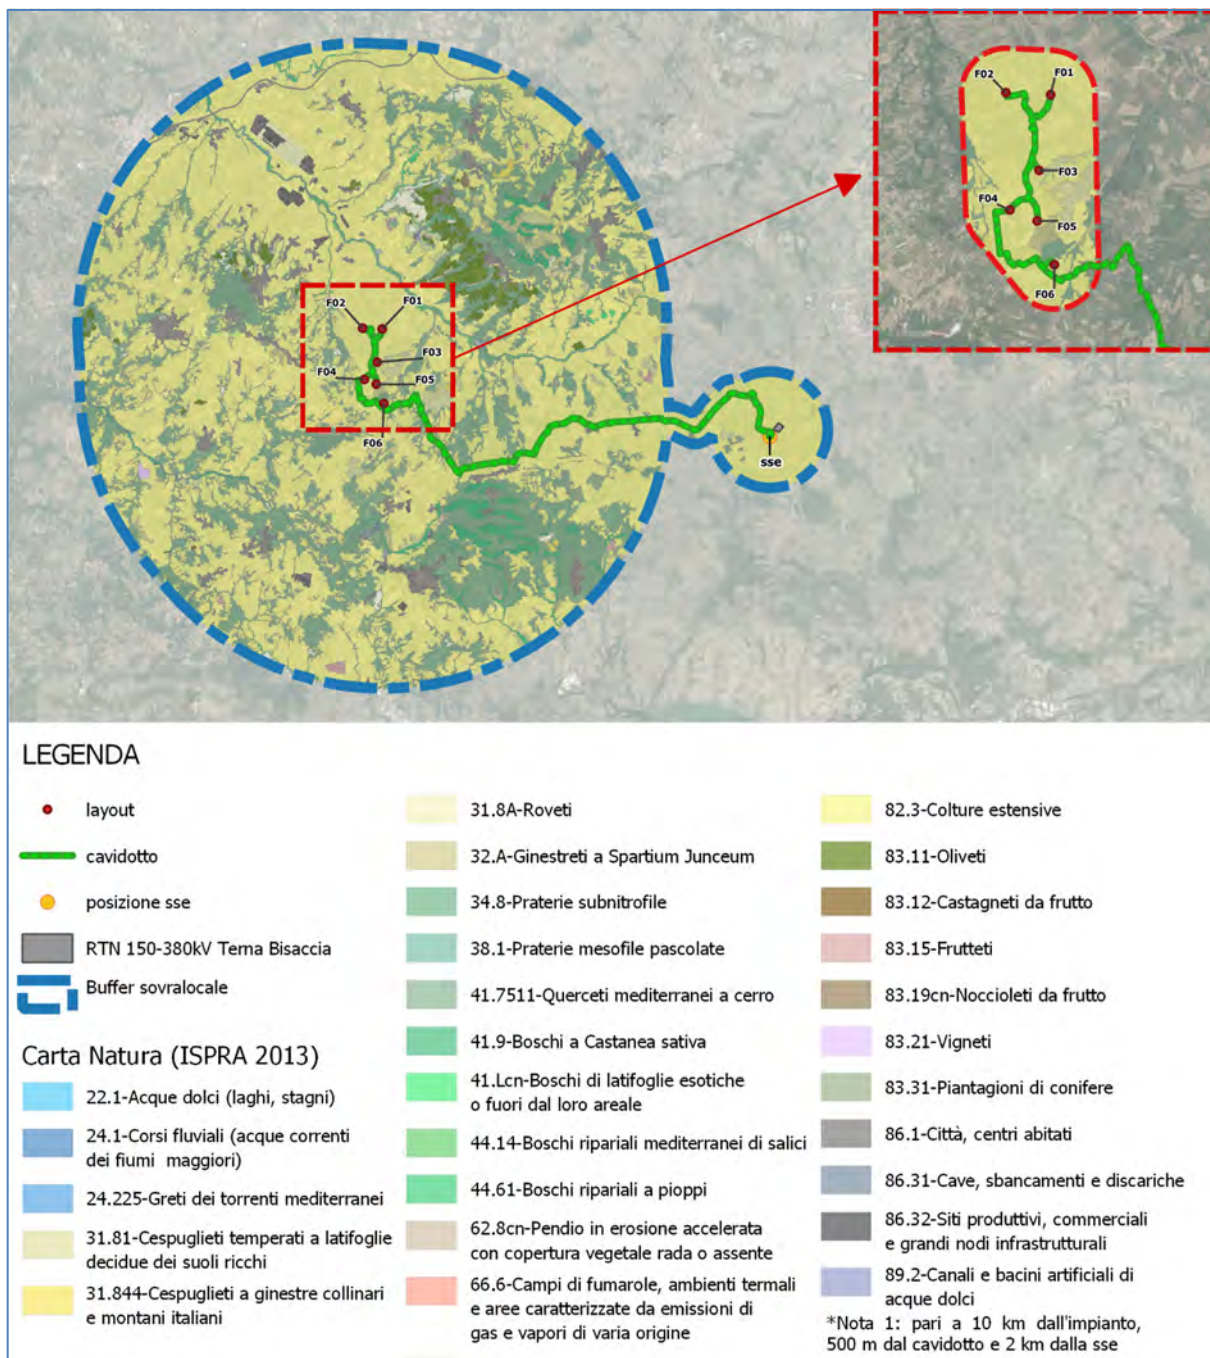 F02
F01
F03
F04
F05
F06
F02
F01
F03
F04
F05
F06
sse
LEGENDA
layout
cavidotto
posizione sse
RTN 150-380kV Terna Bisaccia
Buffer sovralocale
Carta Natura (ISPRA 2013)
22.1-Acque dolci (laghi, stagni)
24.1-Corsi fluviali (acque correnti
dei fiumi maggiori)
24.225-Greti dei torrenti mediterranei
31.81-Cespuglieti temperati a latifoglie
decidue dei suoli ricchi
31.844-Cespuglieti a ginestre collinari
e montani italiani
31.8A-Roveti
32.A-Ginestreti a Spartium Junceum
34.8-Praterie subnitrofile
38.1-Praterie mesofile pascolate
41.7511-Querceti mediterranei a cerro
41.9-Boschi a Castanea sativa
41.Lcn-Boschi di latifoglie esotiche
o fuori dal loro areale
44.14-Boschi ripariali mediterranei di salici
44.61-Boschi ripariali a pioppi
62.8cn-Pendio in erosione accelerata
con copertura vegetale rada o assente
66.6-Campi di fumarole, ambienti termali
e aree caratterizzate da emissioni di
gas e vapori di varia origine
82.3-Colture estensive
83.11-Oliveti
83.12-Castagneti da frutto
83.15-Frutteti
83.19cn-Noccioleti da frutto
83.21-Vigneti
83.31-Piantagioni di conifere
86.1-Città, centri abitati
86.31-Cave, sbancamenti e discariche
86.32-Siti produttivi, commerciali
e grandi nodi infrastrutturali
89.2-Canali e bacini artificiali di
acque dolci
*Nota 1: pari a 10 km dall'impianto,
500 m dal cavidotto e 2 km dalla sse